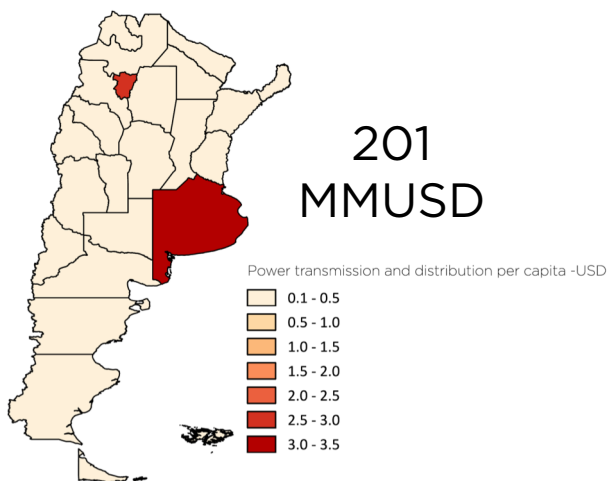 201
MMUSD
Power transmission and distribution per capita -USD
0.1 - 0.5
0.5 - 1.0
1.0 - 1.5
1.5 - 2.0
2.0 - 2.5
2.5 - 3.0
3.0 - 3.5